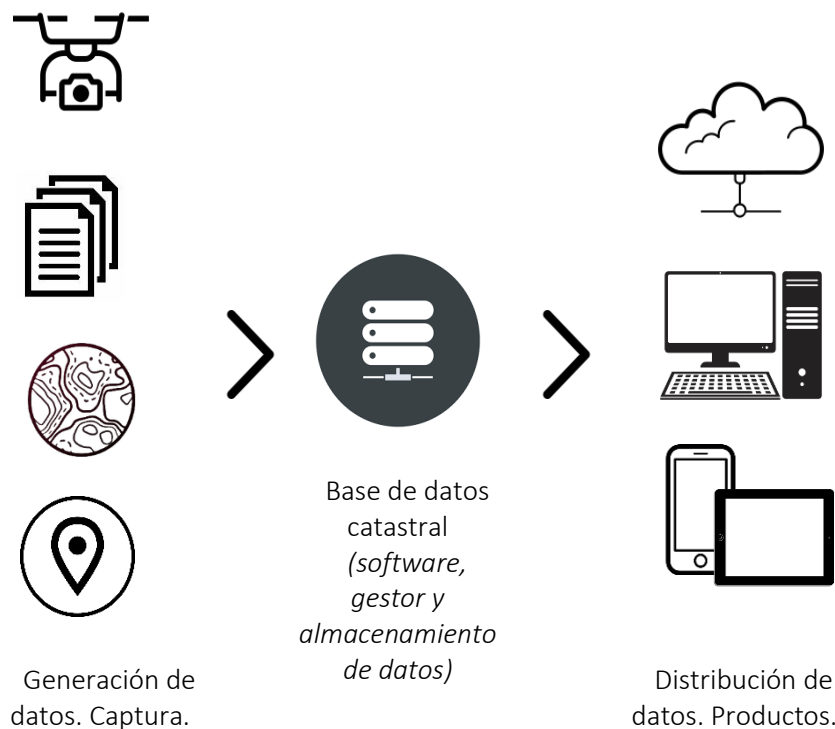 Generación de
datos. Captura.
Base de datos
catastral
(software,
gestor y
almacenamiento
de datos)
Distribución de
datos. Productos.